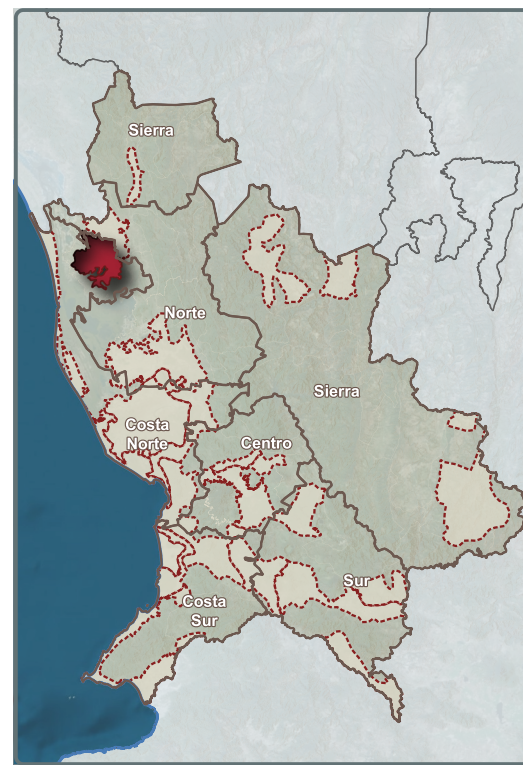 Sierra
Norte
Sierra
Costa
Norte
Centro
Sur
Costa
Sur